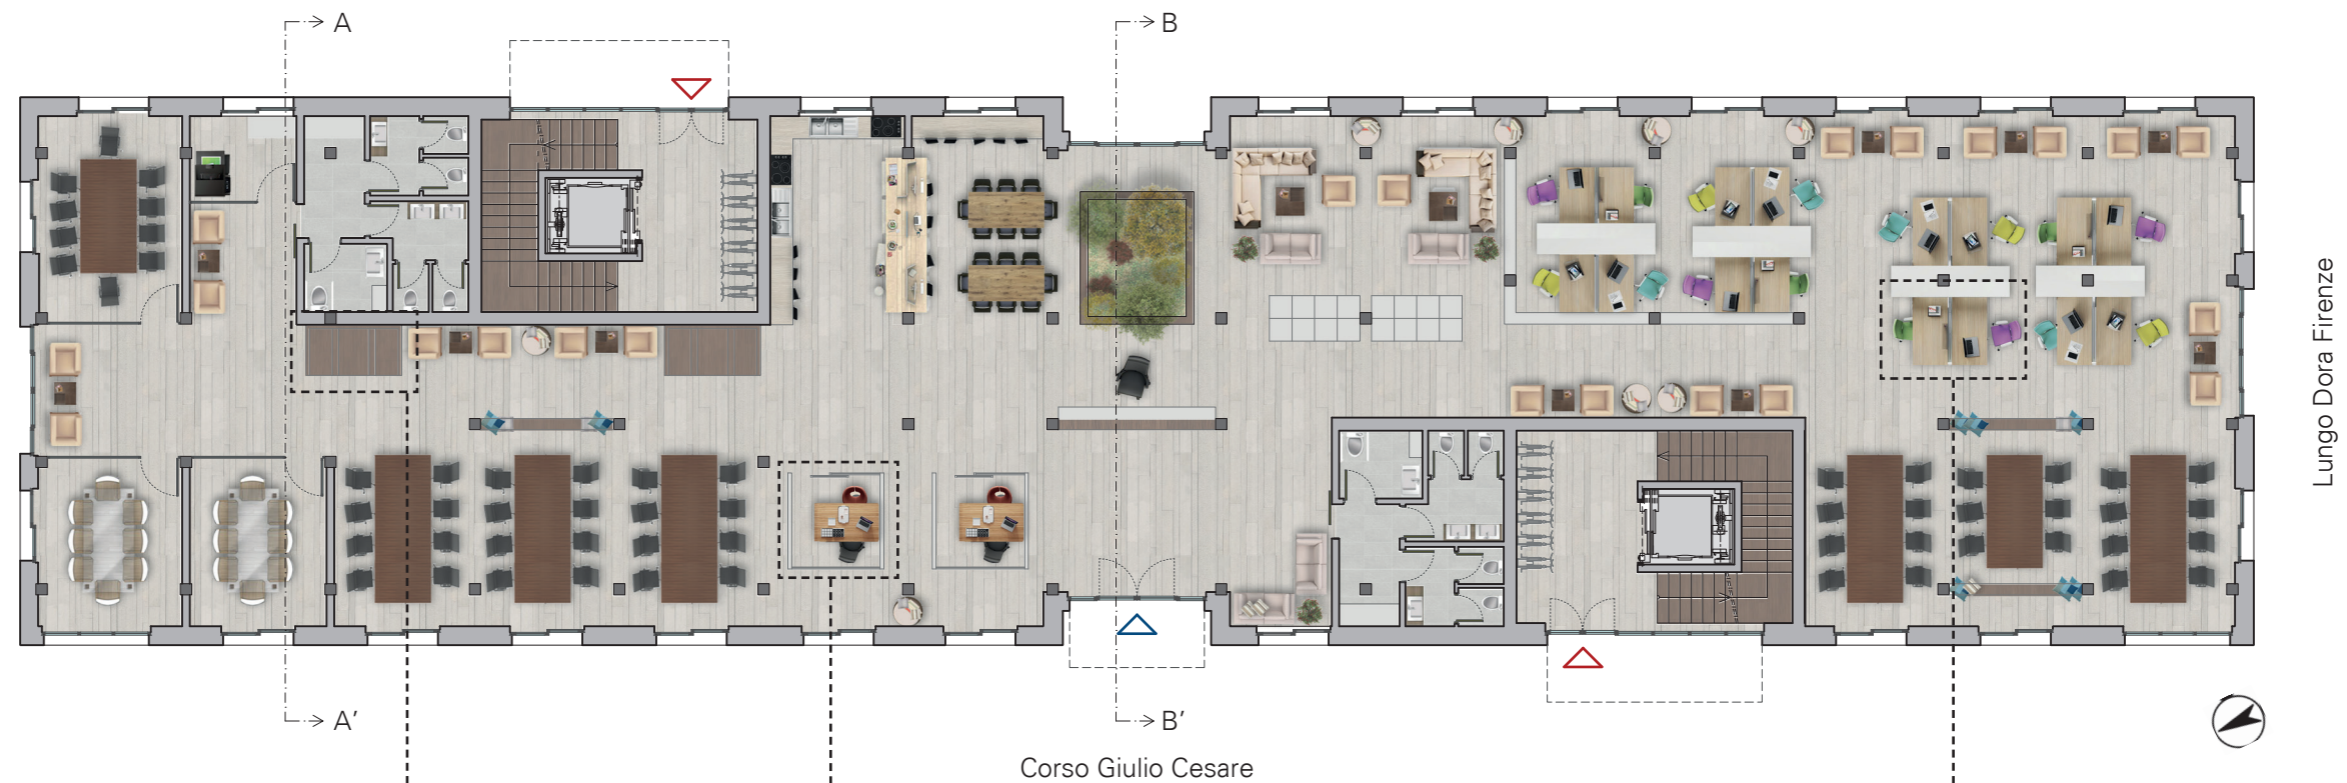 A
B
Lungo Dora Firenze
A’
B’
Corso Giulio Cesare